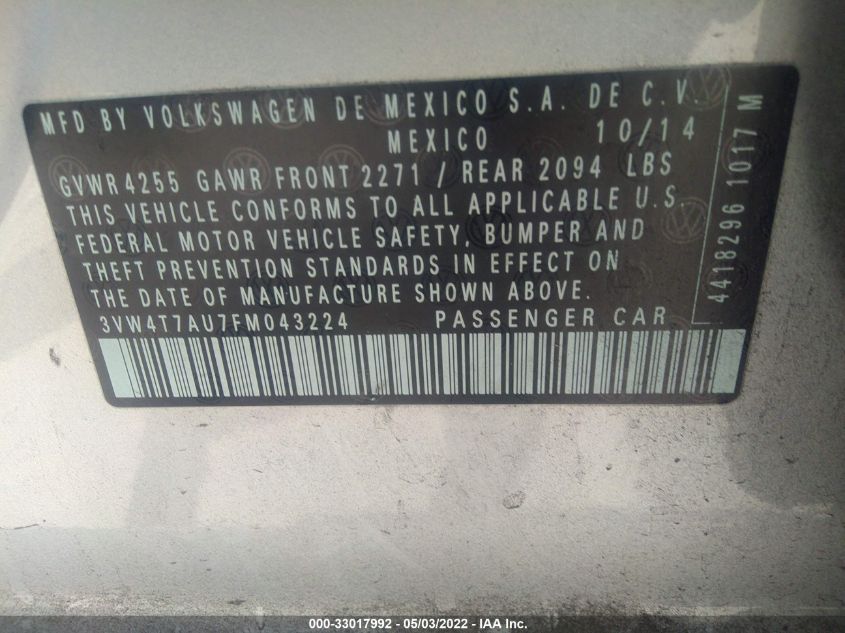 MFD BY VOLKSWAGEN DE MEXICO S.A. DE C.V.
MEXICO 10/14
GVWR 4255 GAWR FRONT 2271 / REAR 2094 LBS
THIS VEHICLE CONFORMS TO ALL APPLICABLE U.S.
FEDERAL MOTOR VEHICLE SAFETY, BUMPER AND
THEFT PREVENTION STANDARDS IN EFFECT ON
THE DATE OF MANUFACTURE SHOWN ABOVE.
3VW4T7AU7FM043224 PASSENGER CAR
4418296 1017 M
000-33017992 - 05/03/2022 - IAA Inc.